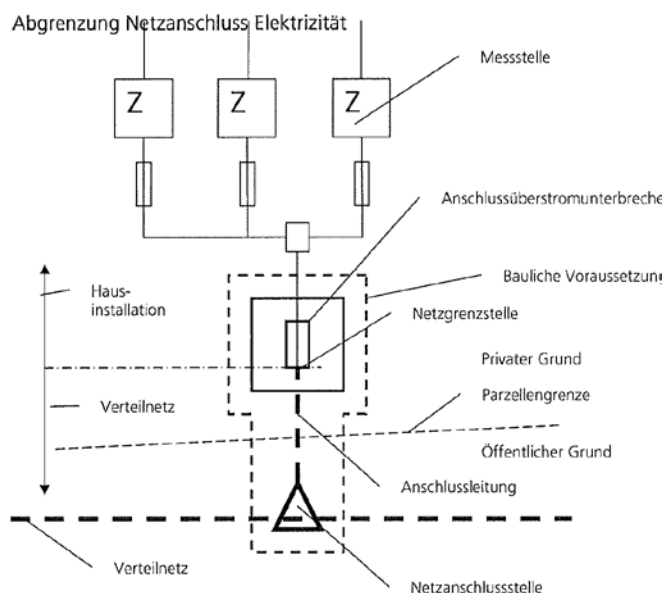 Abgrenzung Netzanschluss Elektrizität
Z Z Z
Messstelle
Anschlussüberstromunterbreche
Bauliche Voraussetzung
Haus-
installation
Netzgrenzstelle
Privater Grund
Parzellengrenze
Verteilnetz
Öffentlicher Grund
Anschlussleitung
Verteilnetz
Netzanschlussstelle